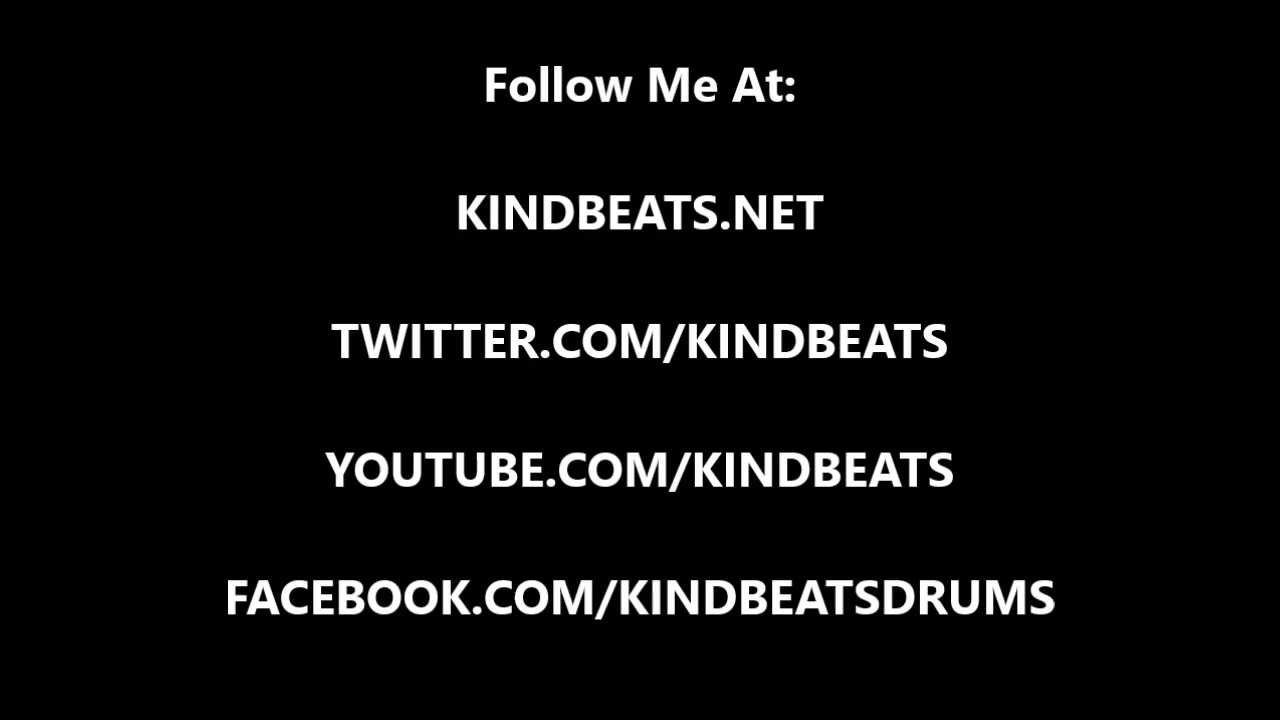 Follow Me At:
KINDBEATS.NET
TWITTER.COM/KINDBEATS
YOUTUBE.COM/KINDBEATS
FACEBOOK.COM/KINDBEATSDRUMS